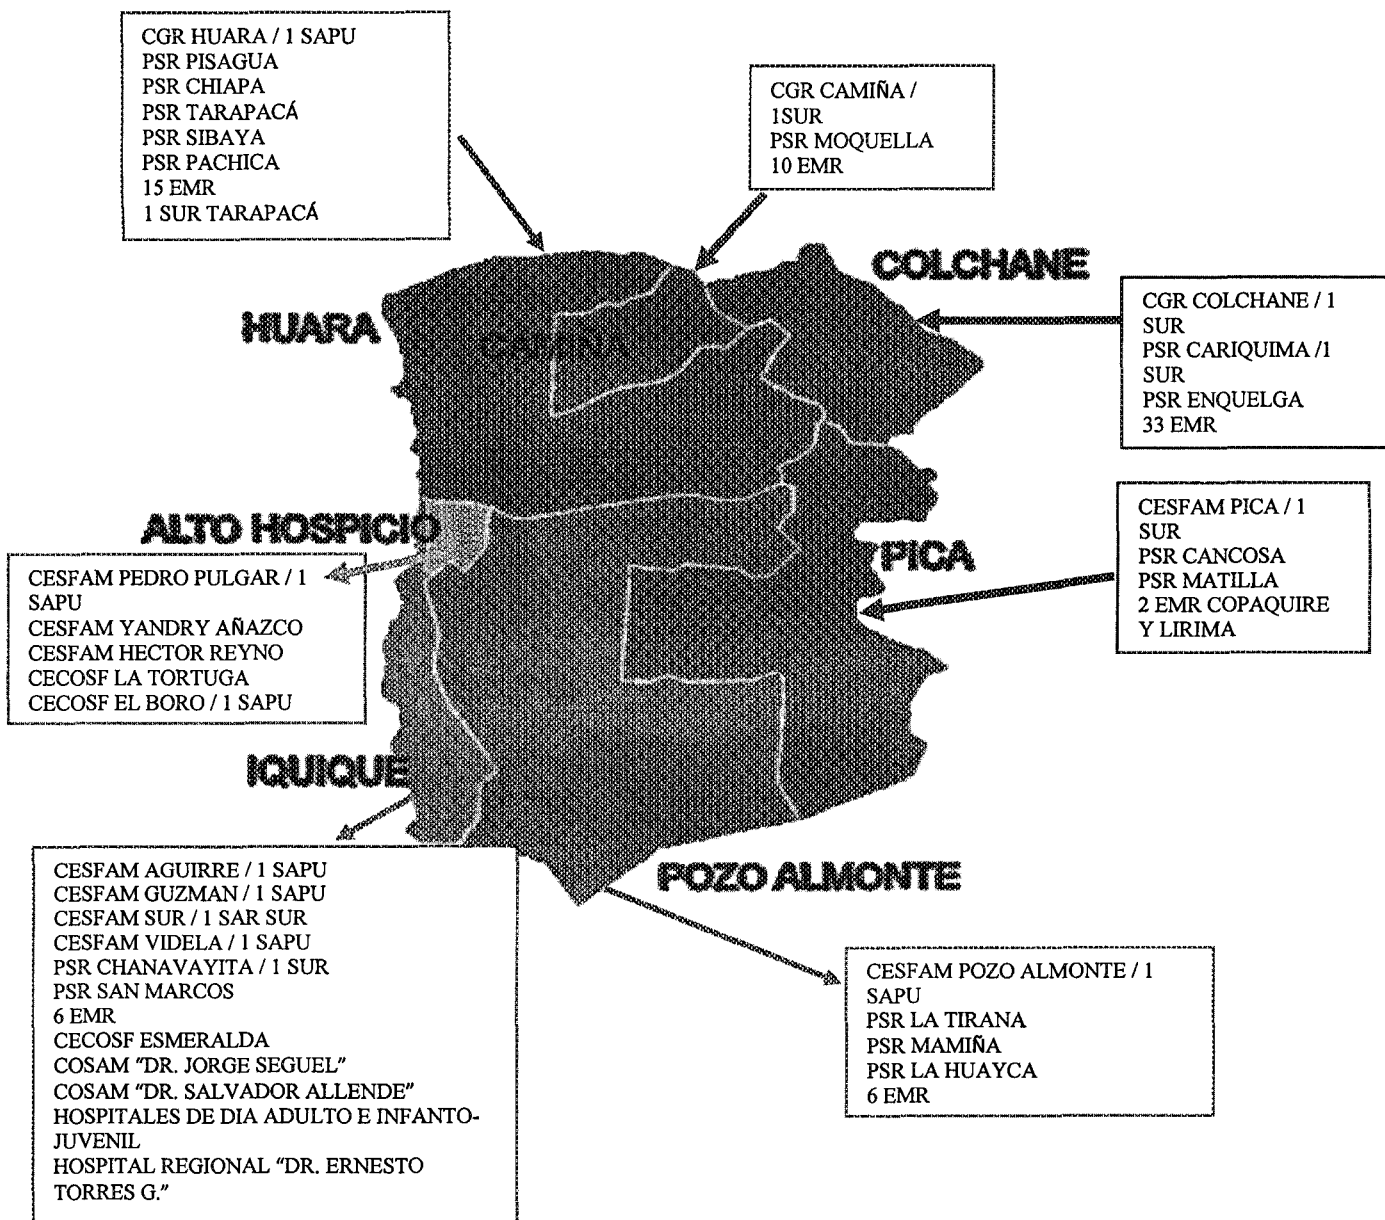 CGR HUARA / 1 SAPU
PSR PISAGUA
PSR CHIAPA
PSR TARAPACÁ
PSR SIBAYA
PSR PACHICA
15 EMR
1 SUR TARAPACÁ
CGR CAMIÑA /
1SUR
PSR MOQUELLA
10 EMR
COLCHANE
HUARA
CAMIÑA
CGR COLCHANE / 1
SUR
PSR CARIQUIMA /1
SUR
PSR ENQUELGA
33 EMR
ALTO HOSPICIO
PICA
CESFAM PICA / 1
SUR
PSR CANCOSA
PSR MATILLA
2 EMR COPAQUIRE
Y LIRIMA
CESFAM PEDRO PULGAR / 1
SAPU
CESFAM YANDRY AÑAZCO
CESFAM HECTOR REYNO
CECOSF LA TORTUGA
CECOSF EL BORO / 1 SAPU
IQUIQUE
POZO ALMONTE
CESFAM AGUIRRE / 1 SAPU
CESFAM GUZMAN / 1 SAPU
CESFAM SUR / 1 SAR SUR
CESFAM VIDELA / 1 SAPU
PSR CHANAVAYITA / 1 SUR
PSR SAN MARCOS
6 EMR
CECOSF ESMERALDA
COSAM "DR. JORGE SEGUEL"
COSAM "DR. SALVADOR ALLENDE"
HOSPITALES DE DIA ADULTO E INFANTO-
JUVENIL
HOSPITAL REGIONAL "DR. ERNESTO
TORRES G."
CESFAM POZO ALMONTE / 1
SAPU
PSR LA TIRANA
PSR MAMIÑA
PSR LA HUAYCA
6 EMR